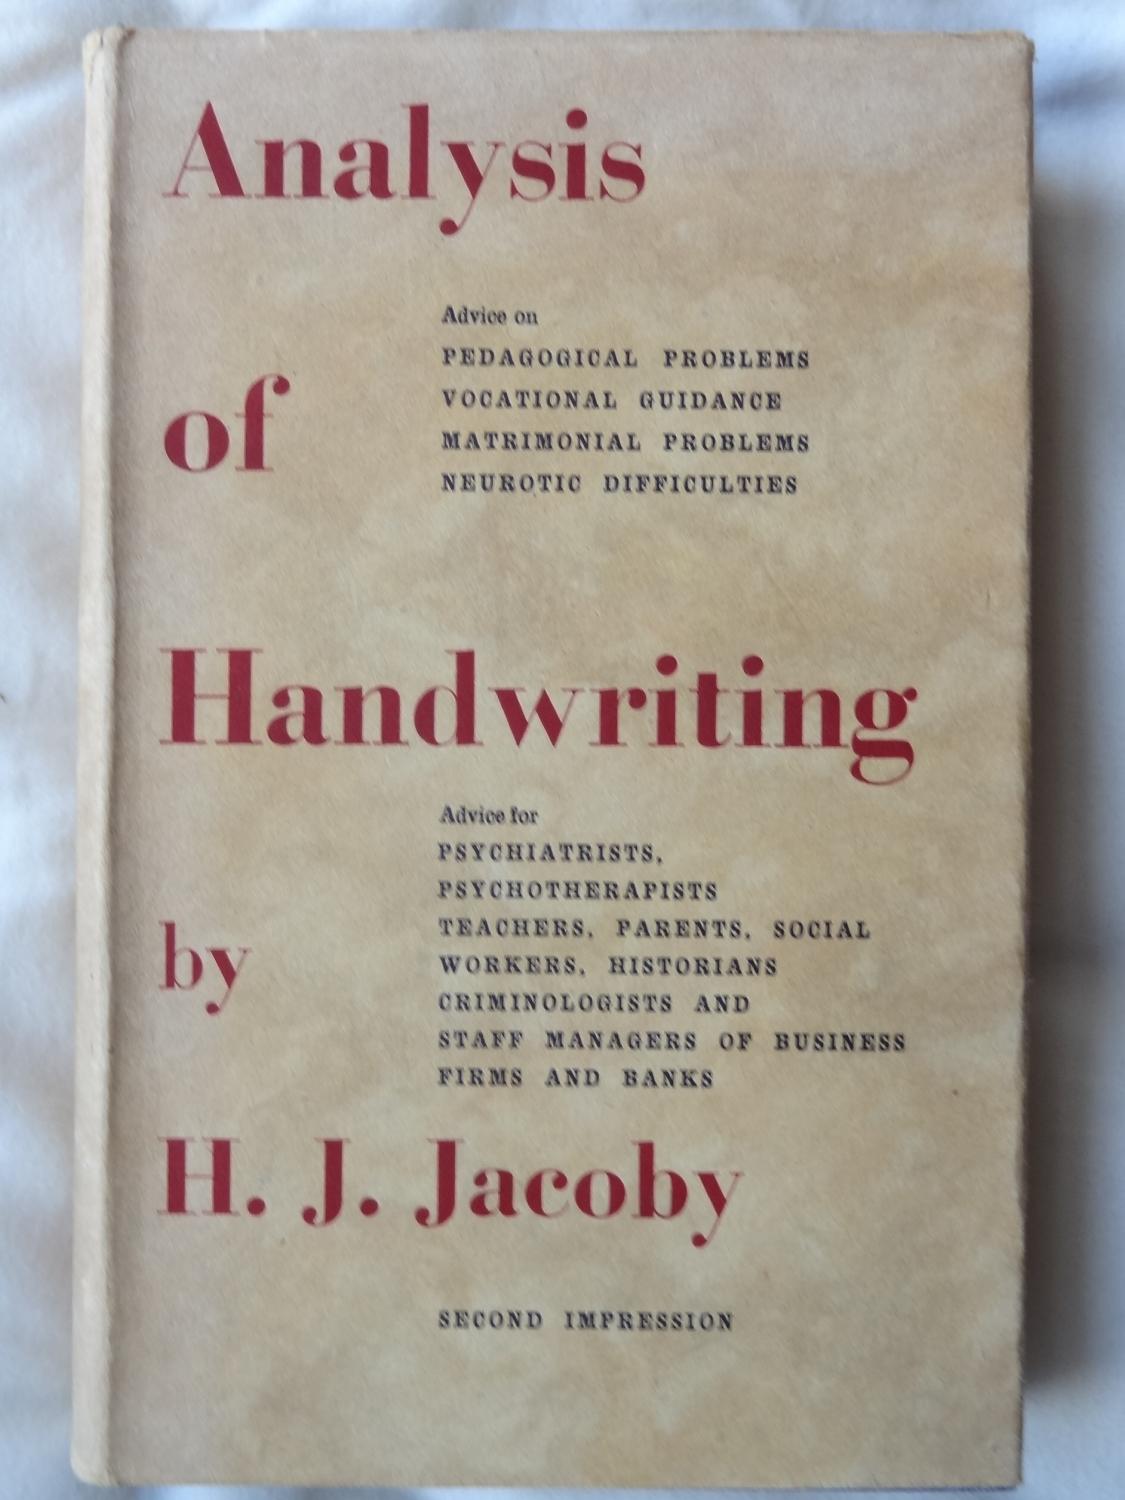 Analysis
Advice on
PEDAGOGICAL PROBLEMS
of
VOCATIONAL GUIDANCE
MATRIMONIAL PROBLEMS
NEUROTIC DIFFICULTIES
Handwriting
Advice for
PSYCHIATRISTS,
PSYCHOTHERAPISTS
TEACHERS, PARENTS, SOCIAL
by
WORKERS, HISTORIANS
CRIMINOLOGISTS AND
STAFF MANAGERS OF BUSINESS
FIRMS AND BANKS
H. J. Jacoby
SECOND IMPRESSION